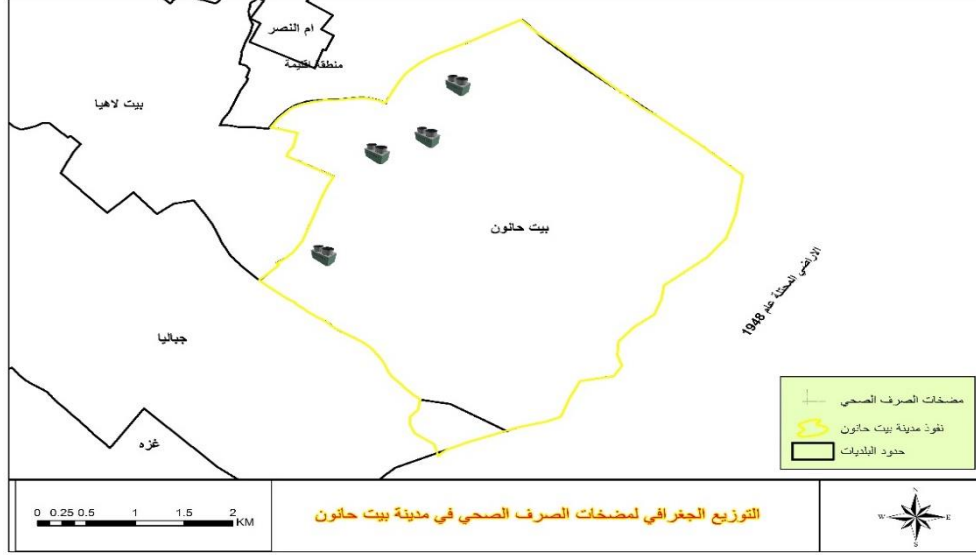 ام النصر
منطقة اقليمة
بيت لاهيا
بيت حانون
الاراضي المحتلة عام 1948
جباليا
غزه
مضخات الصرف الصحي
نفوذ مدينة بيت حانون
حدود البلديات
0 0.25 0.5 1 1.5 2 KM
التوزيع الجغرافي لمضخات الصرف الصحي في مدينة بيت حانون
N
W E
S